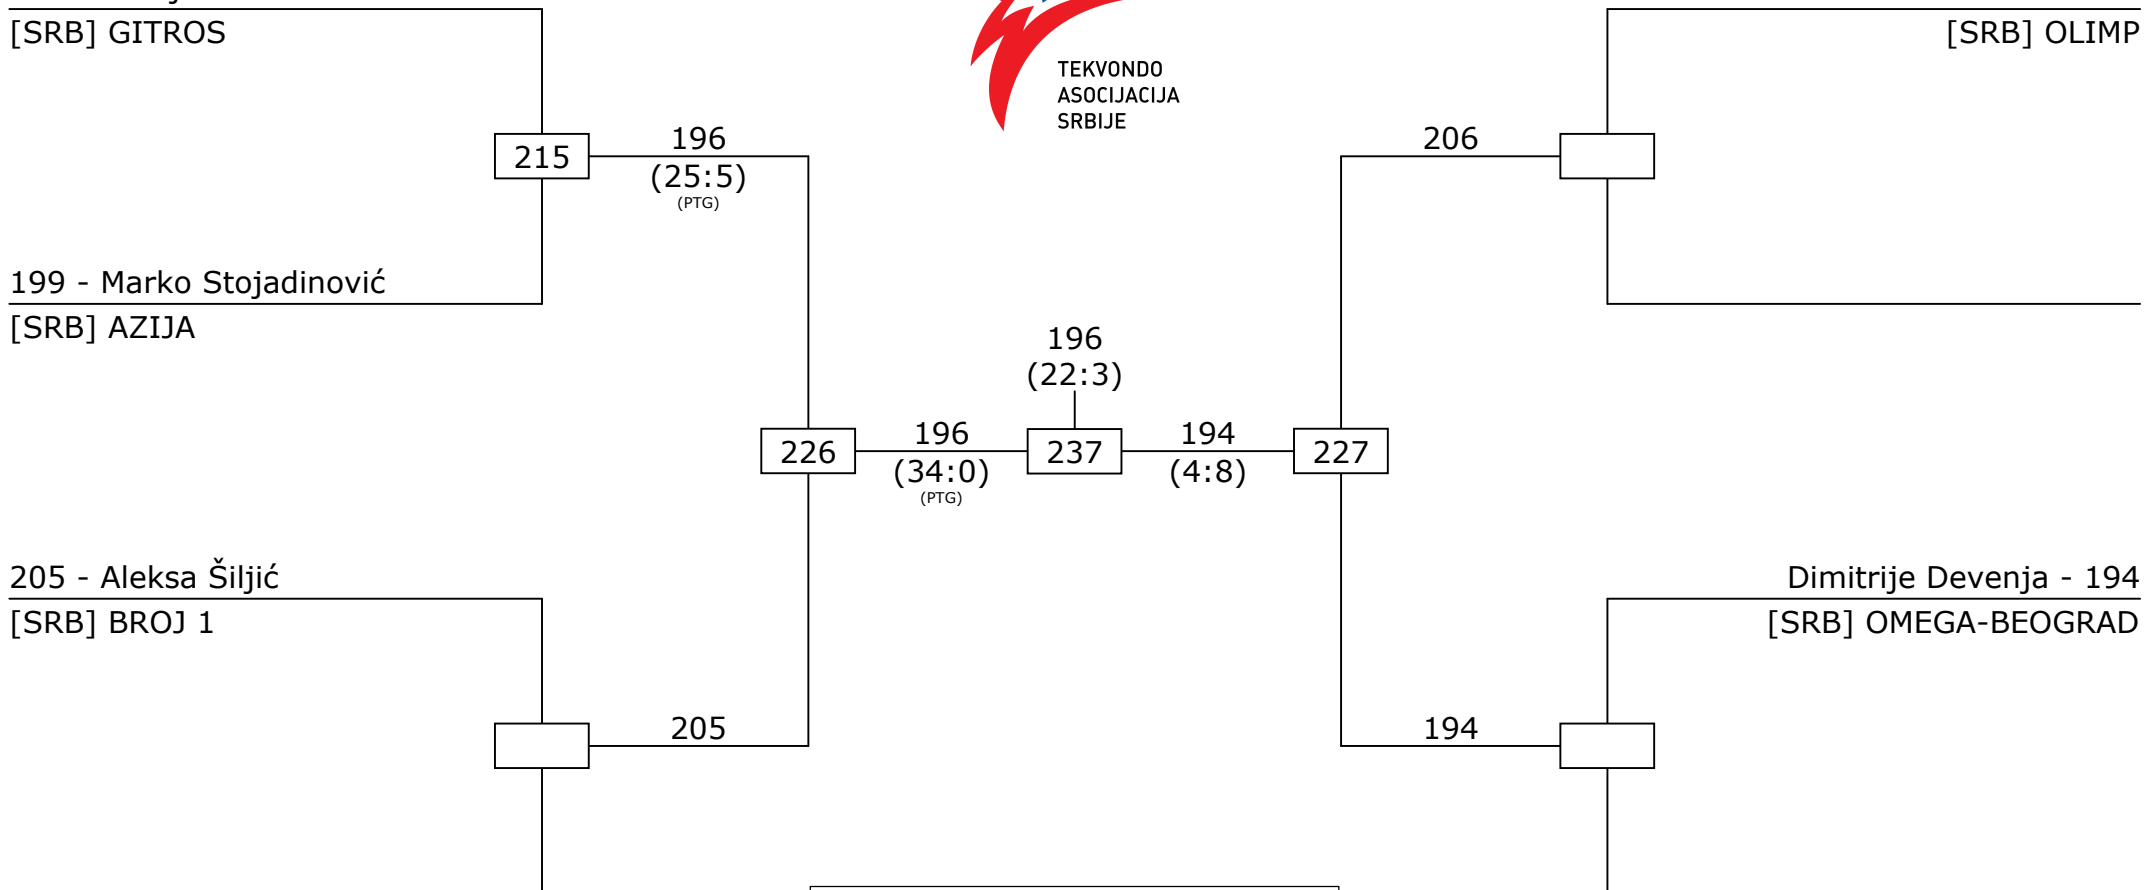 [SRB] GITROS
[SRB] OLIMP
TEKVONDO
ASOCIJACIJA
SRBIJE
215
196
(25:5)
(PTG)
206
199 - Marko Stojadinović
[SRB] AZIJA
196
(22:3)
226
196
(34:0)
(PTG)
237
194
(4:8)
227
205 - Aleksa Šiljić
[SRB] BROJ 1
Dimitrije Devenja - 194
[SRB] OMEGA-BEOGRAD
205
194